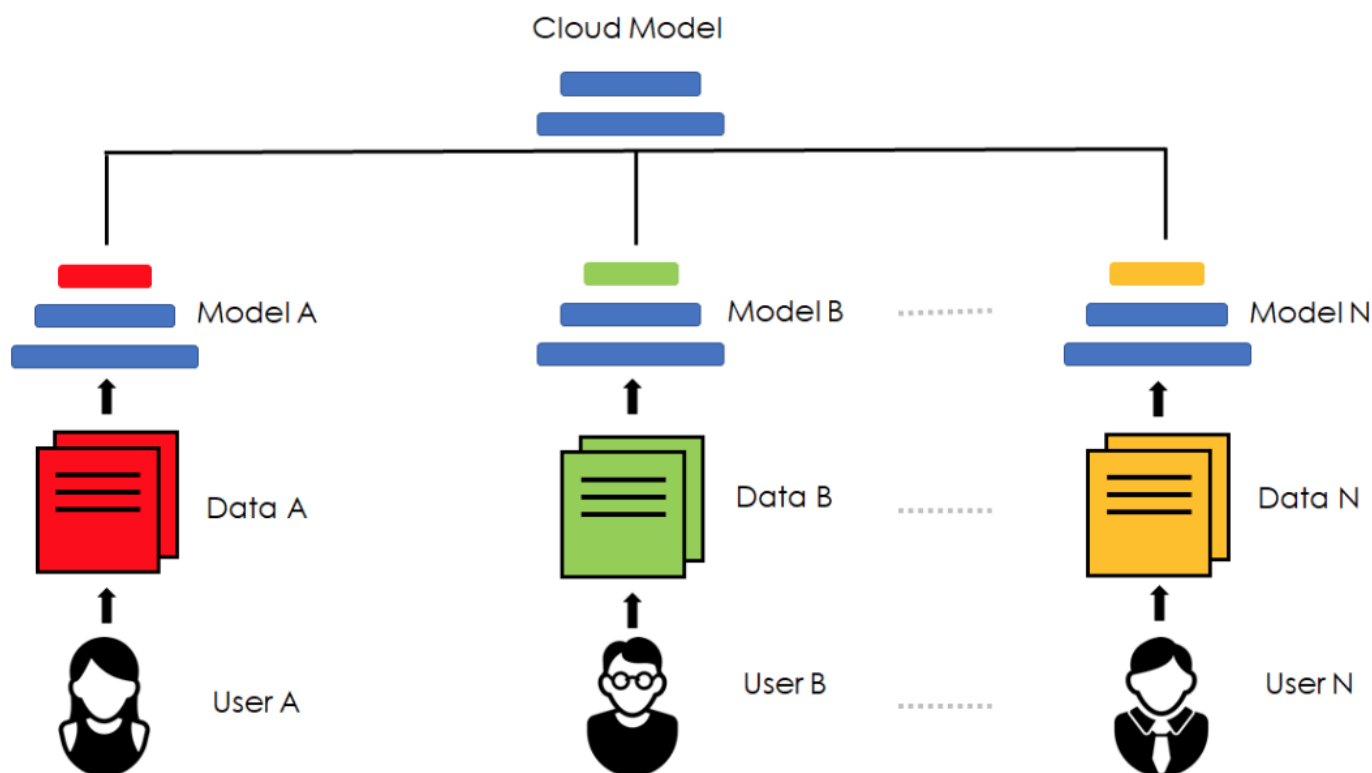 Cloud Model
Model A
Model B
Model N
Data A
Data B
Data N
User A
User B
User N